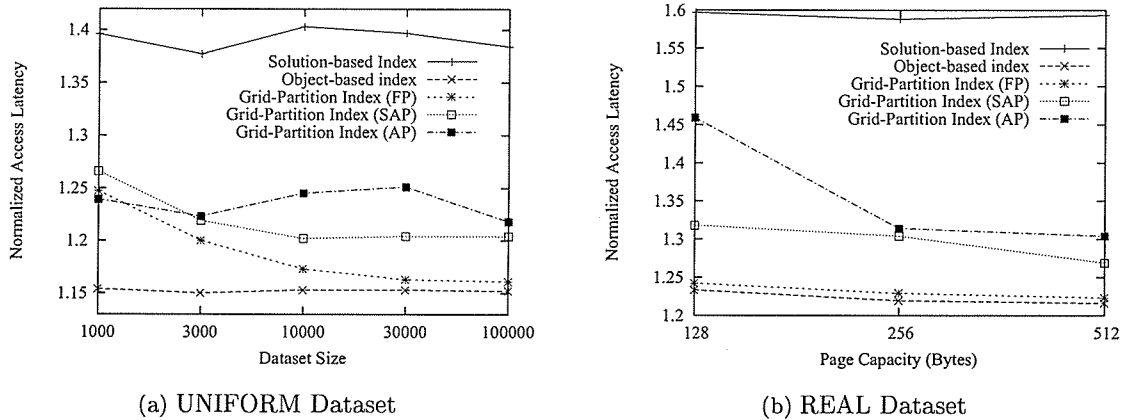 Normalized Access Latency
1.4
1.35
1.3
1.25
1.2
1.15
1000
3000
10000
30000
100000
Dataset Size
Solution-based Index
Object-based index
Grid-Partition Index (FP)
Grid-Partition Index (SAP)
Grid-Partition Index (AP)
(a) UNIFORM Dataset
Normalized Access Latency
1.6
1.55
1.5
1.45
1.4
1.35
1.3
1.25
1.2
128
256
512
Page Capacity (Bytes)
Solution-based Index
Object-based index
Grid-Partition Index (FP)
Grid-Partition Index (SAP)
Grid-Partition Index (AP)
(b) REAL Dataset